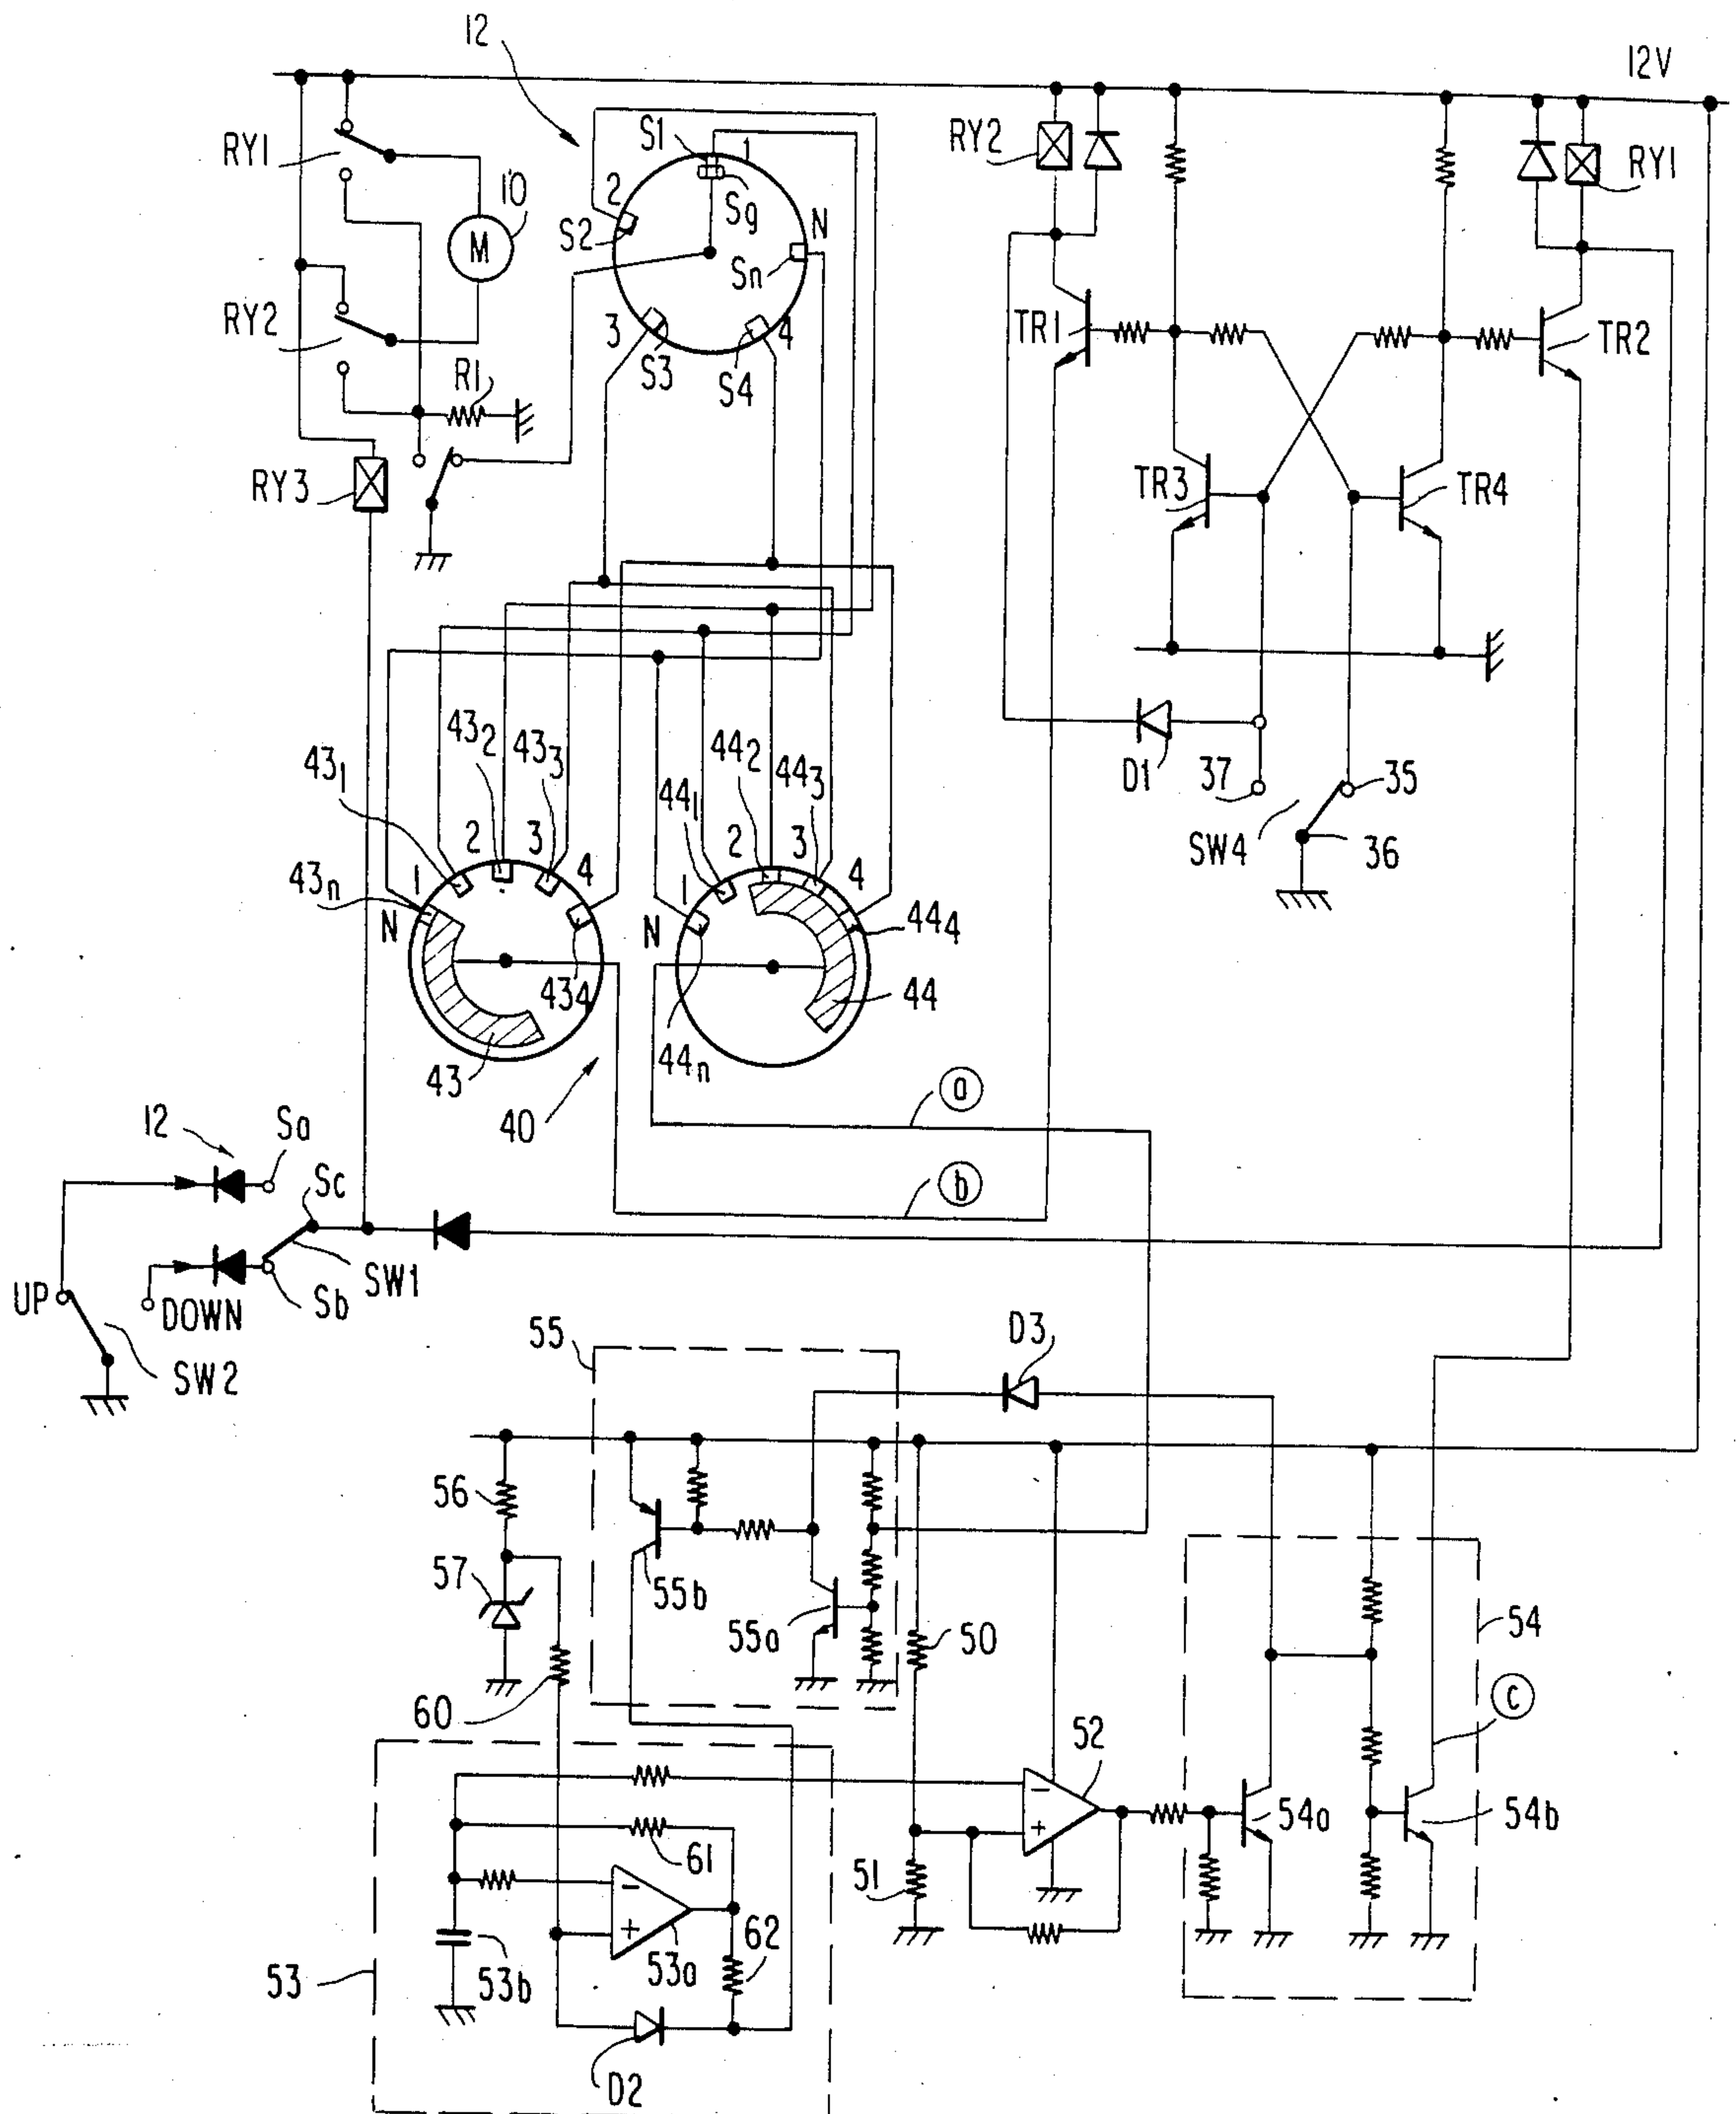 12
12V
RY1
10
M
S1
1
Sg
2
S2
N
Sn
3
S3
4
S4
RY2
R1
RY3
RY2
RY1
TR1
TR2
TR3
TR4
D1
37
35
SW4
36
43₁
43₂
43₃
44₁
44₂
44₃
43n
N
1
2
3
4
43₄
43
N
1
2
3
4
44₄
44
44n
40
a
b
12
Sa
Sc
Sb
SW1
UP
DOWN
SW2
55
D3
56
57
55b
55a
50
54
60
c
52
61
51
54a
54b
53
53b
53a
62
D2